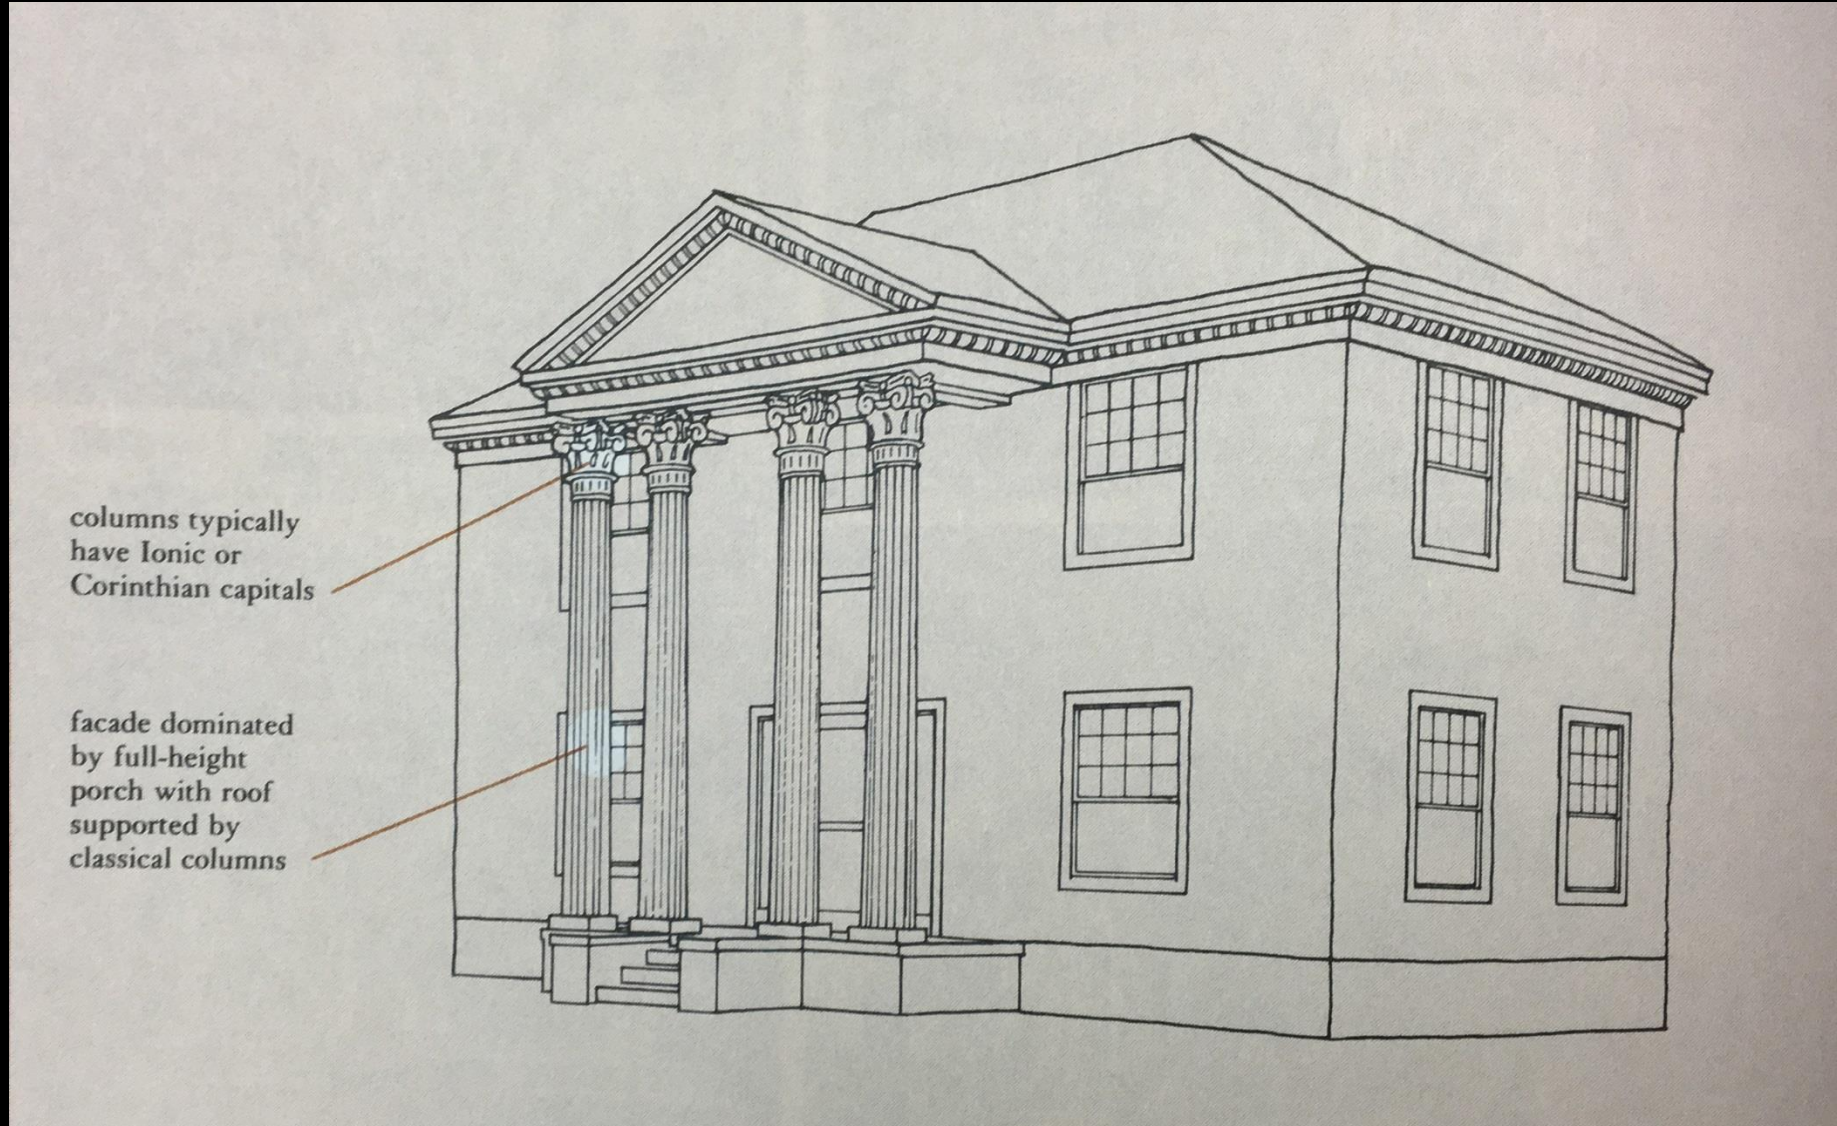 columns typically
have Ionic or
Corinthian capitals
facade dominated
by full-height
porch with roof
supported by
classical columns